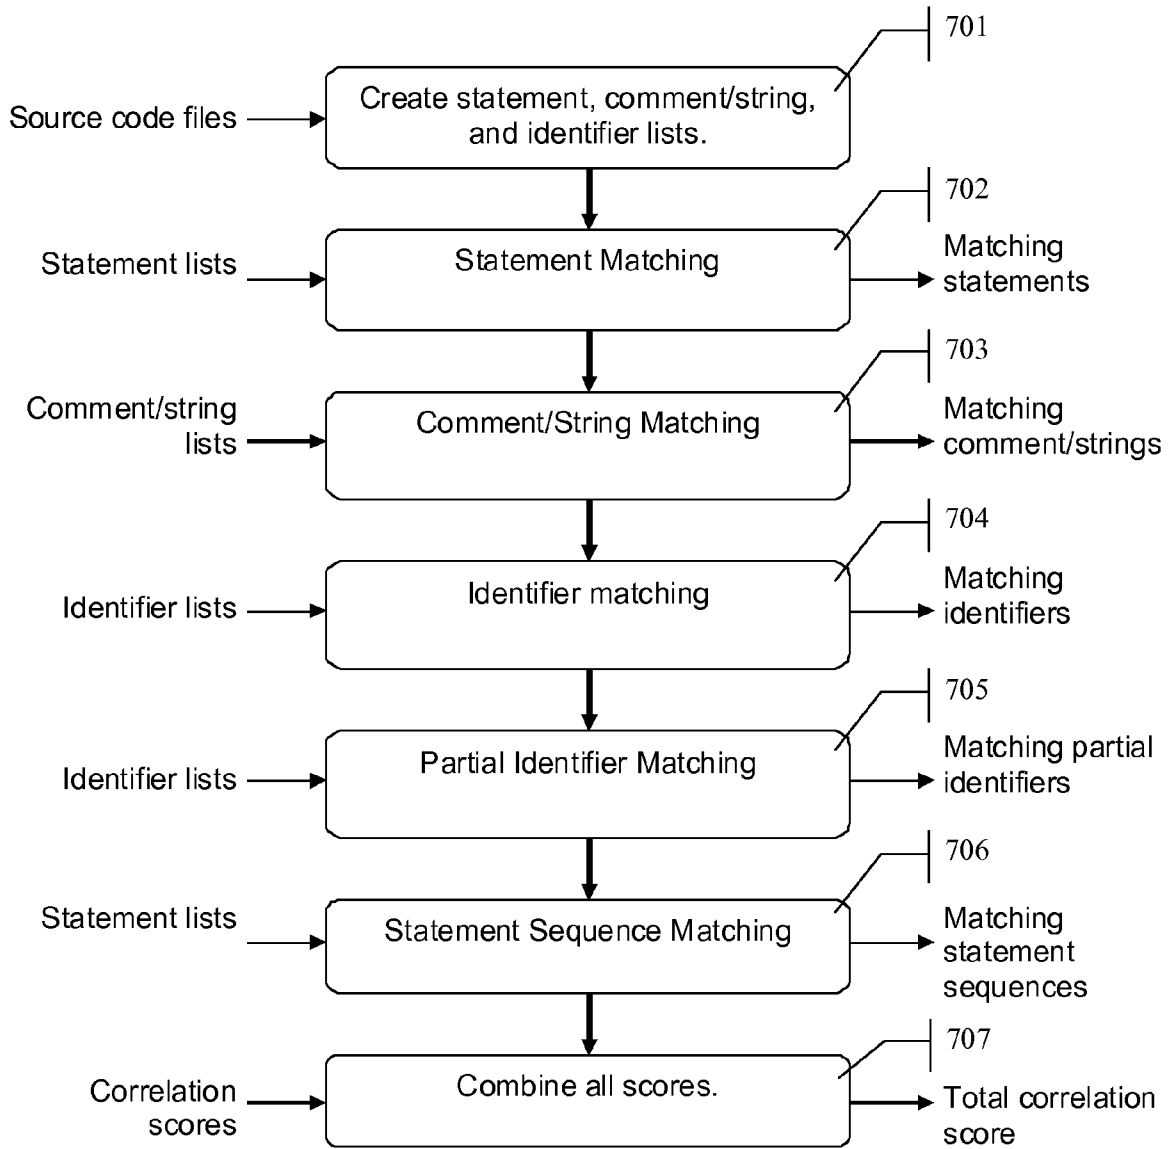 701
Source code files
Create statement, comment/string,
and identifier lists.
702
Statement lists
Statement Matching
Matching
statements
703
Comment/string
lists
Comment/String Matching
Matching
comment/strings
704
Identifier lists
Identifier matching
Matching
identifiers
705
Identifier lists
Partial Identifier Matching
Matching partial
identifiers
706
Statement lists
Statement Sequence Matching
Matching
statement
sequences
707
Correlation
scores
Combine all scores.
Total correlation
score